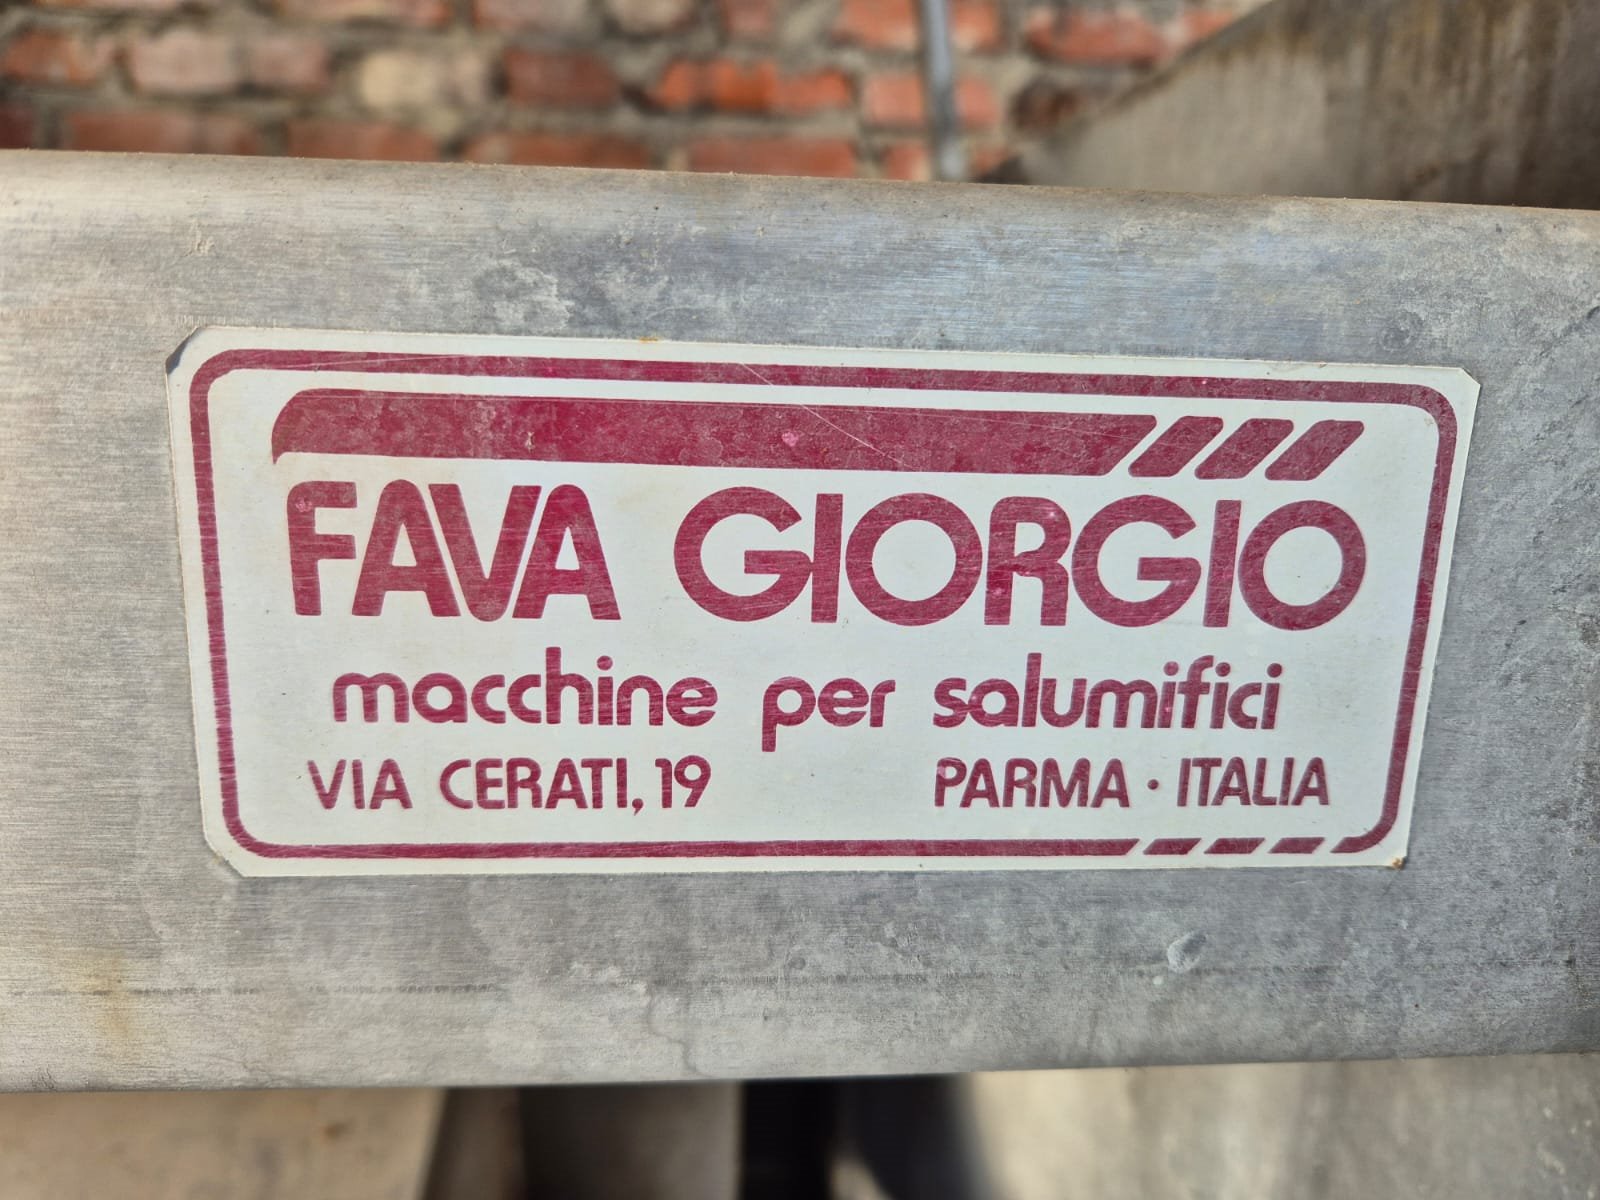 FAVA GIORGIO
macchine per salumifici
VIA CERATI, 19 PARMA · ITALIA